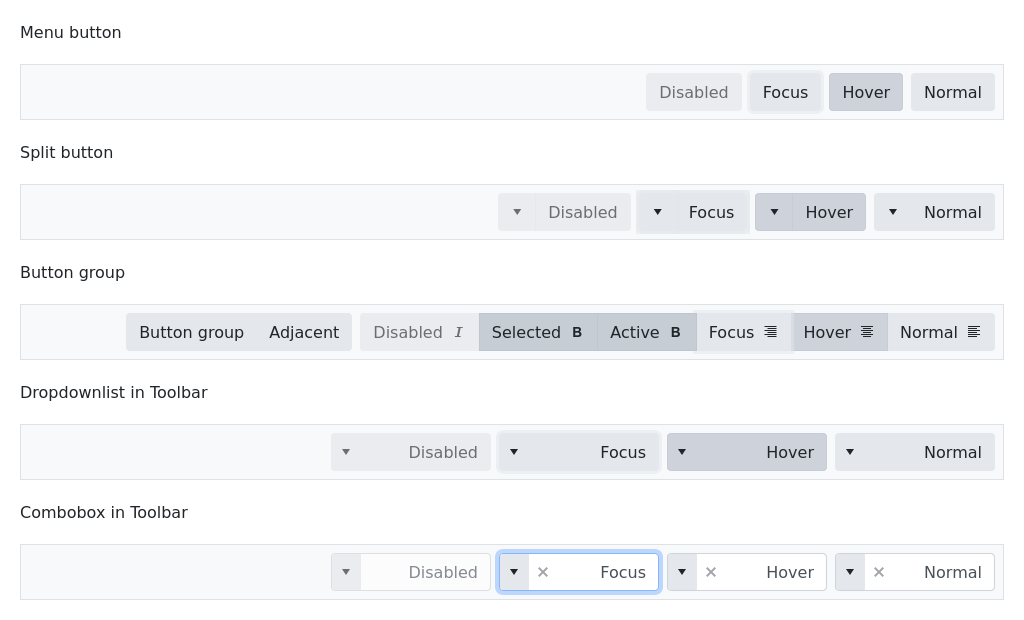 Menu button
Disabled Focus Hover Normal
Split button
Disabled Focus Hover Normal
Button group
Button group Adjacent Disabled I Selected B Active B Focus Hover Normal
Dropdownlist in Toolbar
Disabled Focus Hover Normal
Combobox in Toolbar
Disabled Focus Hover Normal